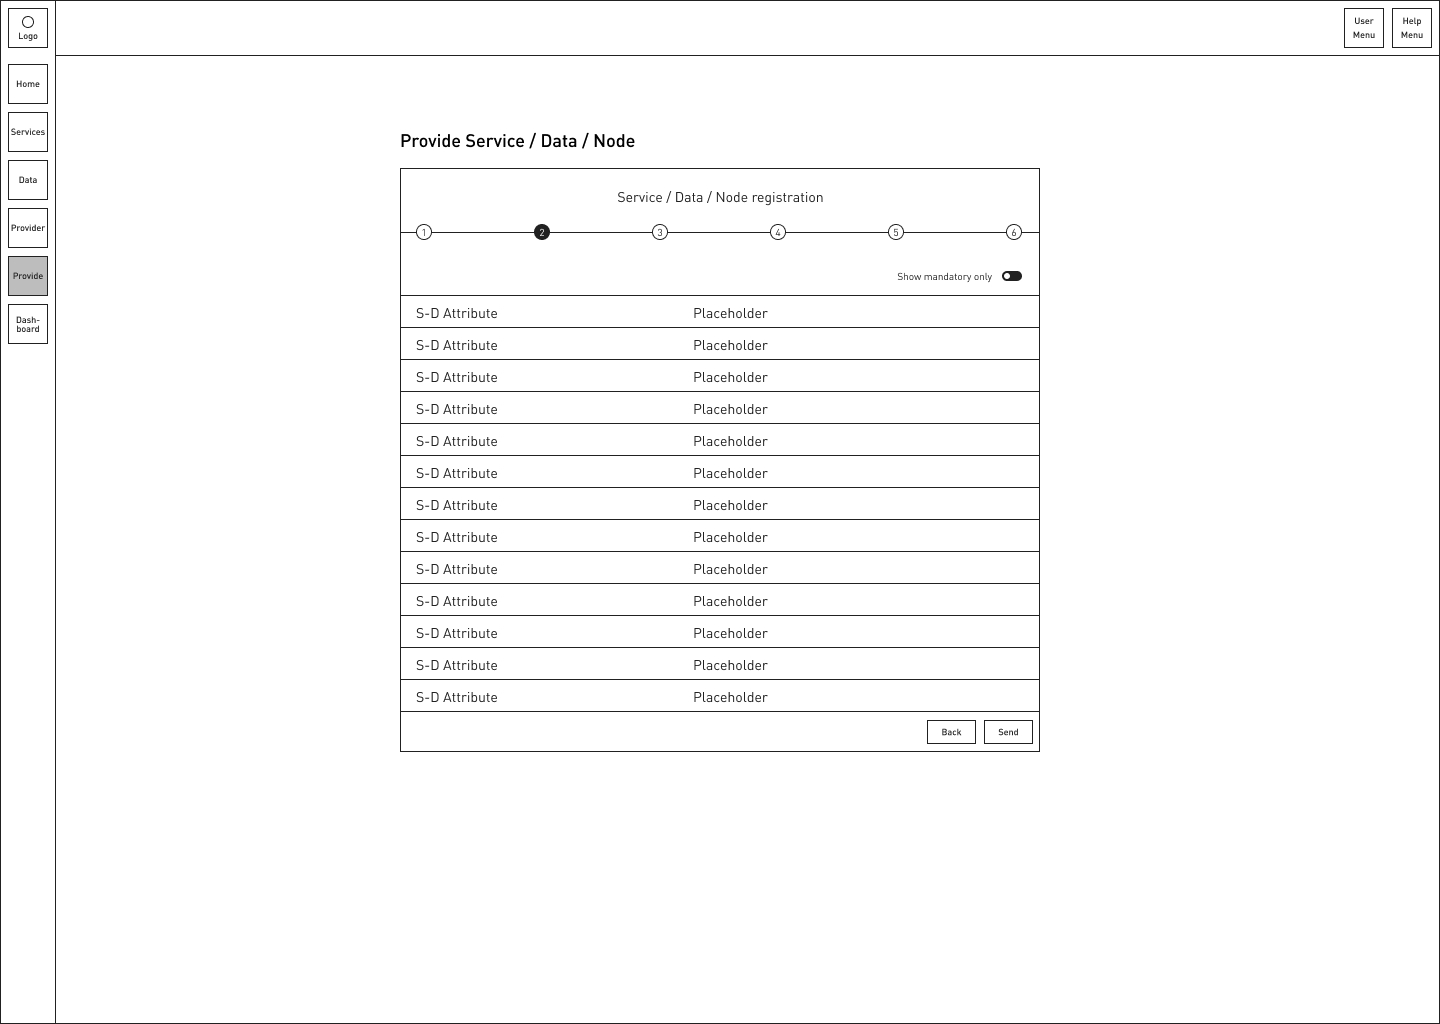 Logo
User
Menu
Help
Menu
Home
Services
Data
Provider
Provide
Dash-
board
Provide Service / Data / Node
Service / Data / Node registration
1 2 3 4 5 6
Show mandatory only
S-D Attribute Placeholder
S-D Attribute Placeholder
S-D Attribute Placeholder
S-D Attribute Placeholder
S-D Attribute Placeholder
S-D Attribute Placeholder
S-D Attribute Placeholder
S-D Attribute Placeholder
S-D Attribute Placeholder
S-D Attribute Placeholder
S-D Attribute Placeholder
S-D Attribute Placeholder
S-D Attribute Placeholder
Back Send